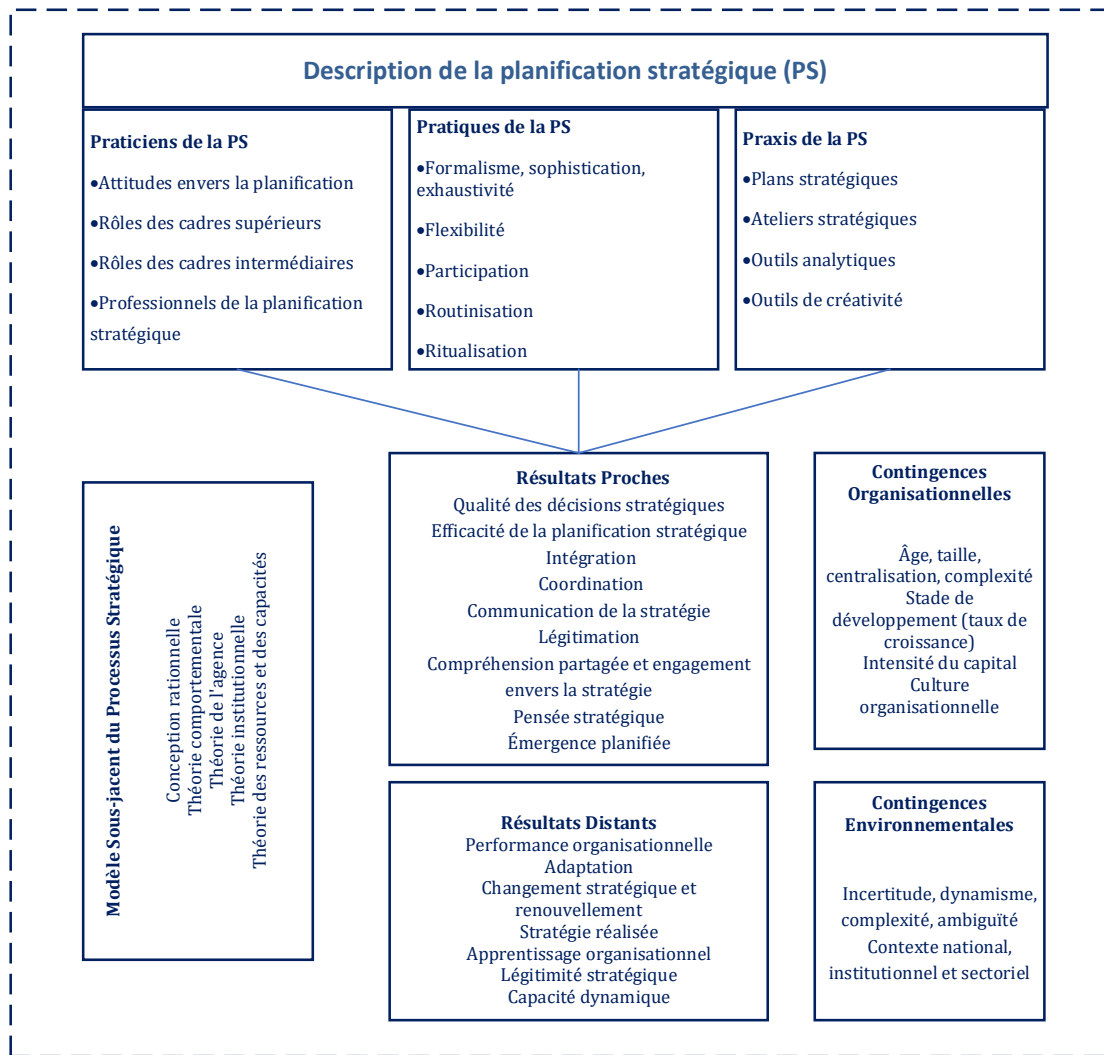 Description de la planification stratégique (PS)
Praticiens de la PS
•Attitudes envers la planification
•Rôles des cadres supérieurs
•Rôles des cadres intermédiaires
•Professionnels de la planification
stratégique
Pratiques de la PS
•Formalisme, sophistication,
exhaustivité
•Flexibilité
•Participation
•Routinisation
•Ritualisation
Praxis de la PS
•Plans stratégiques
•Ateliers stratégiques
•Outils analytiques
•Outils de créativité
Modèle Sous-jacent du Processus Stratégique
Conception rationnelle
Théorie comportementale
Théorie de l'agence
Théorie institutionnelle
Théorie des ressources et des capacités
Résultats Proches
Qualité des décisions stratégiques
Efficacité de la planification stratégique
Intégration
Coordination
Communication de la stratégie
Légitimation
Compréhension partagée et engagement
envers la stratégie
Pensée stratégique
Émergence planifiée
Contingences
Organisationnelles
Âge, taille,
centralisation, complexité
Stade de
développement (taux de
croissance)
Intensité du capital
Culture
organisationnelle
Résultats Distants
Performance organisationnelle
Adaptation
Changement stratégique et
renouvellement
Stratégie réalisée
Apprentissage organisationnel
Légitimité stratégique
Capacité dynamique
Contingences
Environnementales
Incertitude, dynamisme,
complexité, ambiguïté
Contexte national,
institutionnel et sectoriel